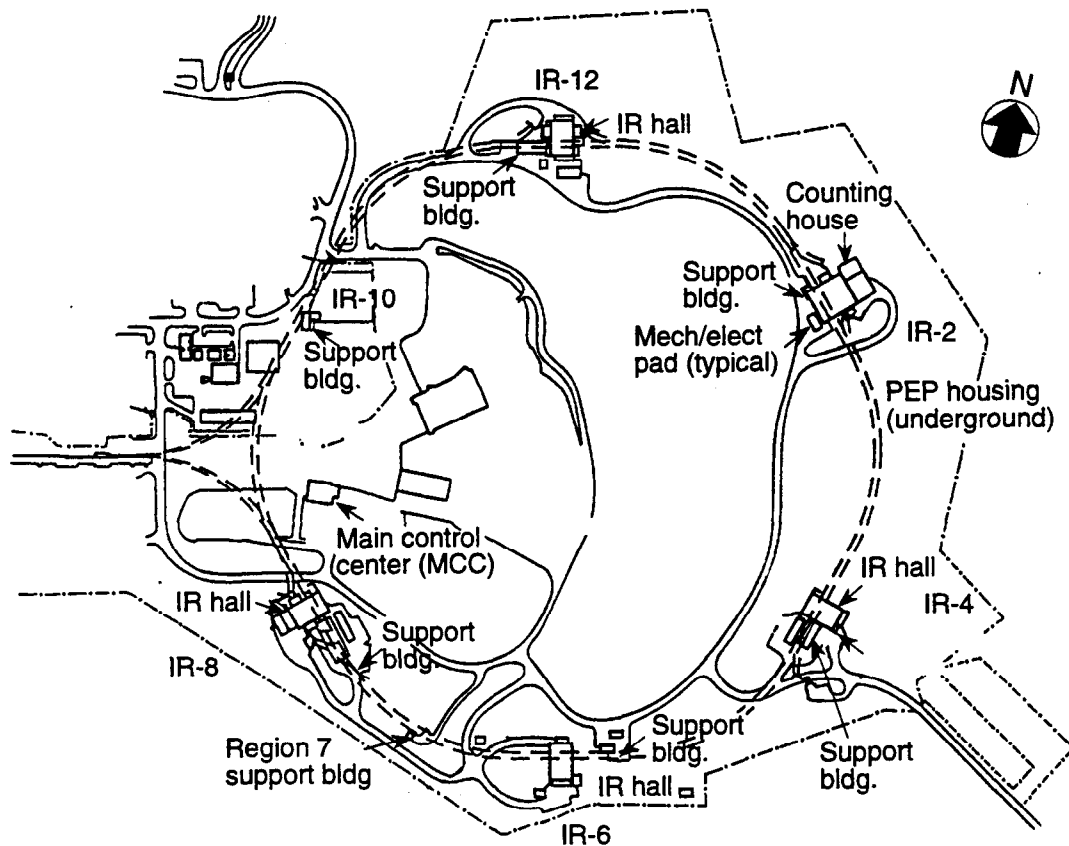 IR-12
N
IR hall
Support
bldg.
Counting
house
Support
bldg.
IR-10
IR-2
Support
bldg.
Mech/elect
pad (typical)
PEP housing
(underground)
Main control
center (MCC)
IR hall
IR hall
IR-4
Support
bldg.
IR-8
Region 7
support bldg
Support
bldg.
Support
bldg.
IR hall
IR-6